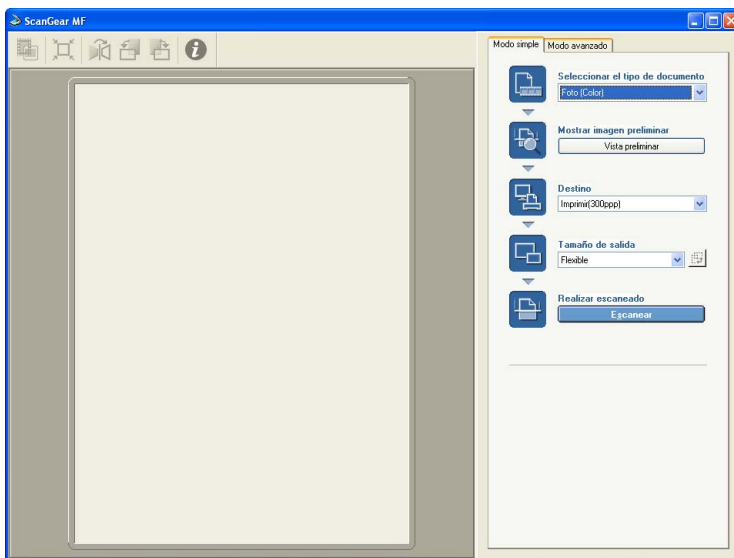 ScanGear MF
Modo simple
Modo avanzado
Seleccionar el tipo de documento
Foto (Color)
Mostrar imagen preliminar
Vista preliminar
Destino
Imprimir(300ppp)
Tamaño de salida
Flexible
Realizar escaneado
Escanear